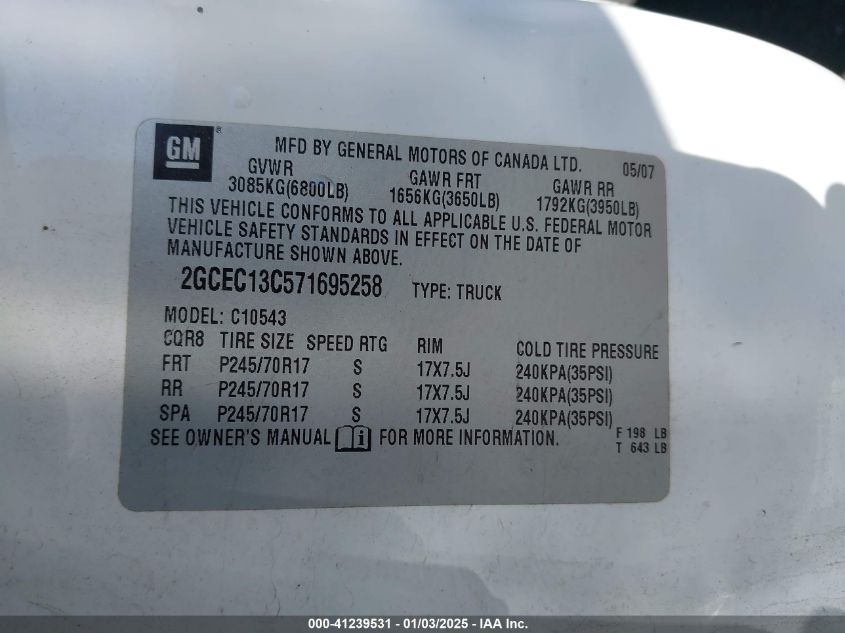 GM ®
MFD BY GENERAL MOTORS OF CANADA LTD. 05/07
GVWR GAWR FRT GAWR RR
3085KG(6800LB) 1656KG(3650LB) 1792KG(3950LB)
THIS VEHICLE CONFORMS TO ALL APPLICABLE U.S. FEDERAL MOTOR
VEHICLE SAFETY STANDARDS IN EFFECT ON THE DATE OF
MANUFACTURE SHOWN ABOVE.
2GCEC13C571695258 TYPE: TRUCK
MODEL: C10543
CQR8 TIRE SIZE SPEED RTG RIM COLD TIRE PRESSURE
FRT P245/70R17 S 17X7.5J 240KPA(35PSI)
RR P245/70R17 S 17X7.5J 240KPA(35PSI)
SPA P245/70R17 S 17X7.5J 240KPA(35PSI)
SEE OWNER'S MANUAL i FOR MORE INFORMATION. F 198 LB
T 643 LB
000-41239531 - 01/03/2025 - IAA Inc.